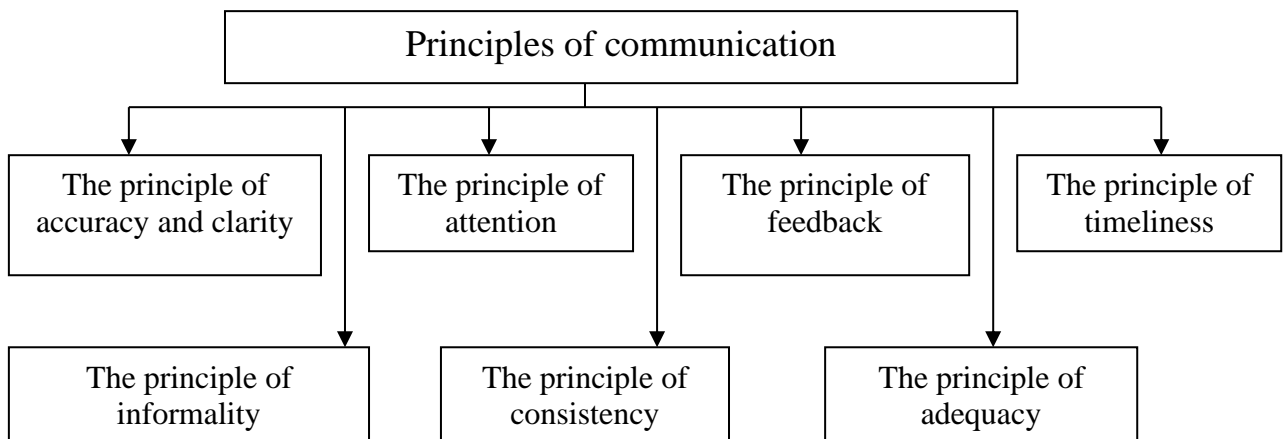 Principles of communication
The principle of
accuracy and clarity
The principle of
attention
The principle of
feedback
The principle of
timeliness
The principle of
informality
The principle of
consistency
The principle of
adequacy